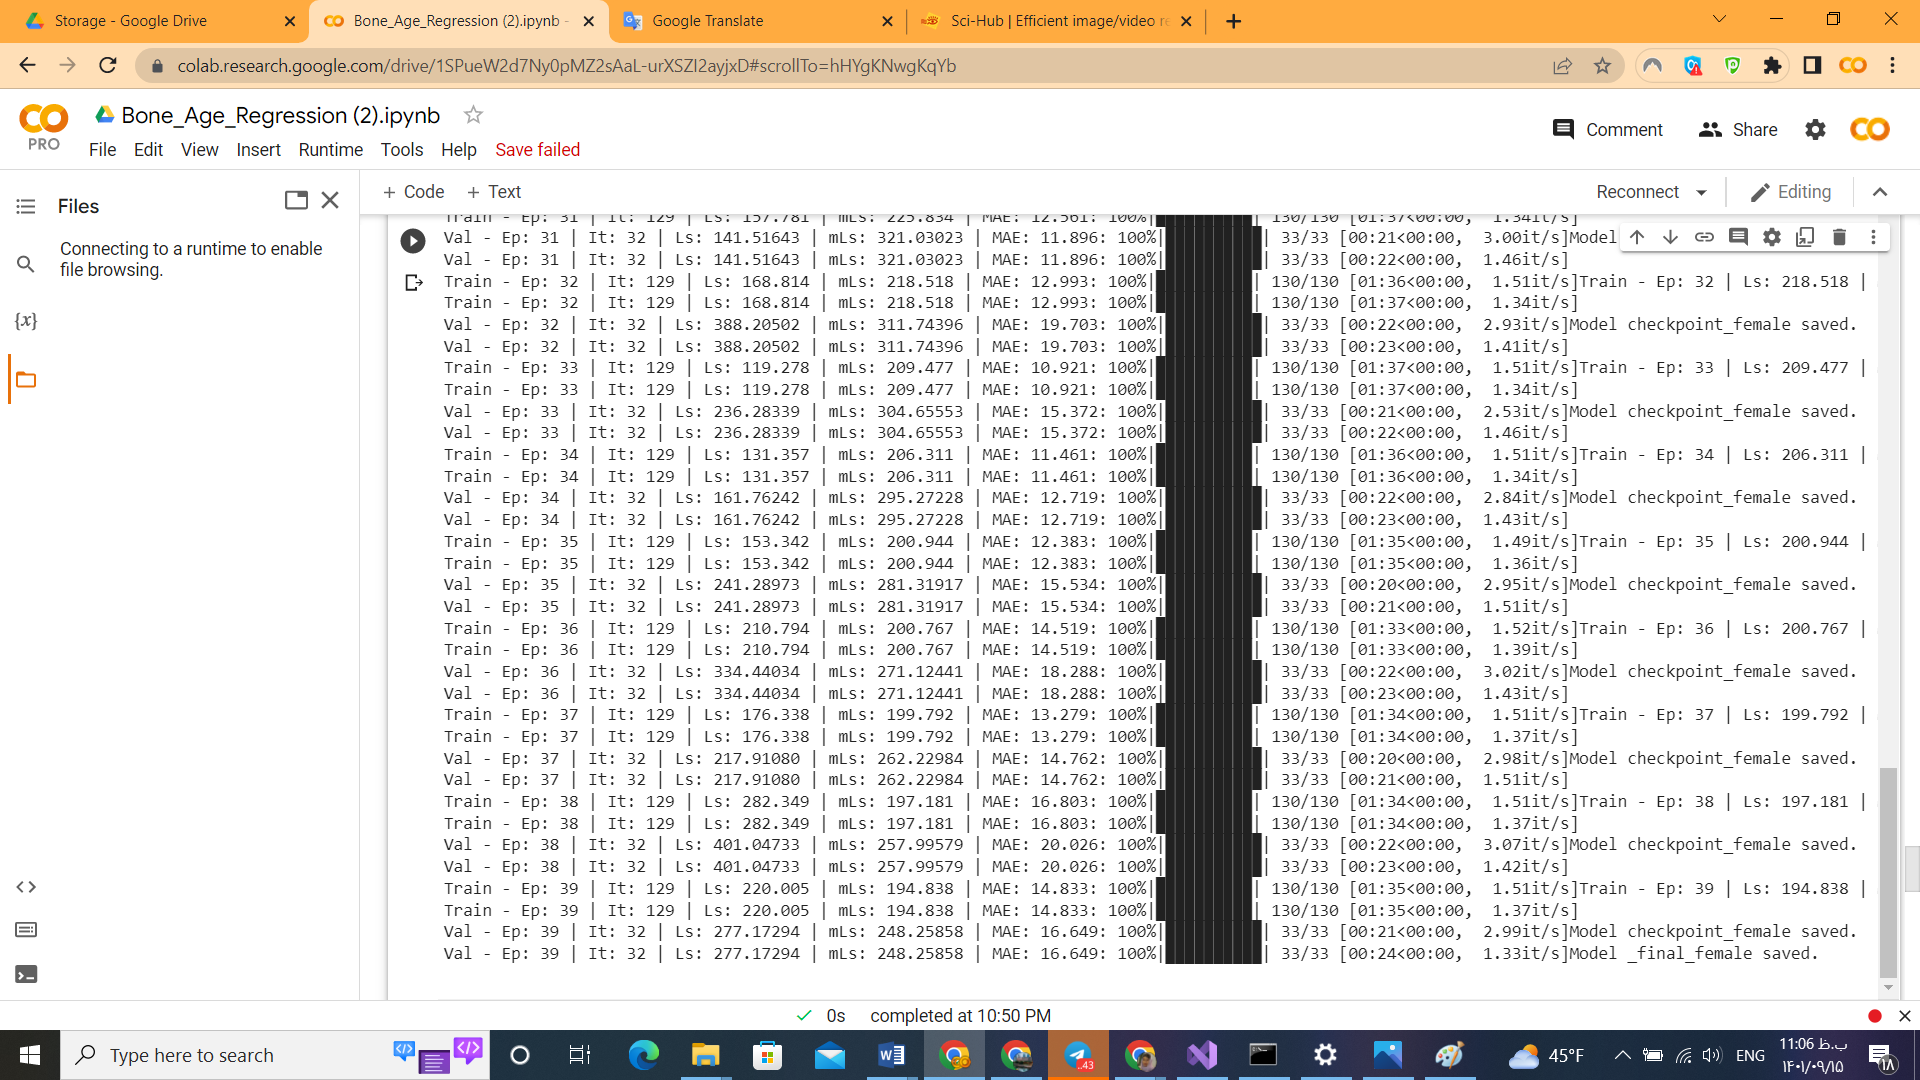 Storage - Google Drive
Bone_Age_Regression (2).ipynb -
Google Translate
Sci-Hub | Efficient image/video re
colab.research.google.com/drive/1SPueW2d7Ny0pMZ2sAaL-urXSZI2ayjxD#scrollTo=hHYgKNwgKqYb
PRO
Bone_Age_Regression (2).ipynb
File Edit View Insert Runtime Tools Help Save failed
Comment Share
Files
Connecting to a runtime to enable
file browsing.
{x}
+ Code + Text
Reconnect
Editing
Train - Ep: 31 | It: 129 | Ls: 157.781 | mLs: 225.834 | MAE: 12.561: 100%| | 130/130 [01:37<00:00, 1.34it/s]
Val - Ep: 31 | It: 32 | Ls: 141.51643 | mLs: 321.03023 | MAE: 11.896: 100%| | 33/33 [00:21<00:00, 3.00it/s]Model
Val - Ep: 31 | It: 32 | Ls: 141.51643 | mLs: 321.03023 | MAE: 11.896: 100%| | 33/33 [00:22<00:00, 1.46it/s]
Train - Ep: 32 | It: 129 | Ls: 168.814 | mLs: 218.518 | MAE: 12.993: 100%| | 130/130 [01:36<00:00, 1.51it/s]Train - Ep: 32 | Ls: 218.518 |
Train - Ep: 32 | It: 129 | Ls: 168.814 | mLs: 218.518 | MAE: 12.993: 100%| | 130/130 [01:37<00:00, 1.34it/s]
Val - Ep: 32 | It: 32 | Ls: 388.20502 | mLs: 311.74396 | MAE: 19.703: 100%| | 33/33 [00:22<00:00, 2.93it/s]Model checkpoint_female saved.
Val - Ep: 32 | It: 32 | Ls: 388.20502 | mLs: 311.74396 | MAE: 19.703: 100%| | 33/33 [00:23<00:00, 1.41it/s]
Train - Ep: 33 | It: 129 | Ls: 119.278 | mLs: 209.477 | MAE: 10.921: 100%| | 130/130 [01:37<00:00, 1.51it/s]Train - Ep: 33 | Ls: 209.477 |
Train - Ep: 33 | It: 129 | Ls: 119.278 | mLs: 209.477 | MAE: 10.921: 100%| | 130/130 [01:37<00:00, 1.34it/s]
Val - Ep: 33 | It: 32 | Ls: 236.28339 | mLs: 304.65553 | MAE: 15.372: 100%| | 33/33 [00:21<00:00, 2.53it/s]Model checkpoint_female saved.
Val - Ep: 33 | It: 32 | Ls: 236.28339 | mLs: 304.65553 | MAE: 15.372: 100%| | 33/33 [00:22<00:00, 1.46it/s]
Train - Ep: 34 | It: 129 | Ls: 131.357 | mLs: 206.311 | MAE: 11.461: 100%| | 130/130 [01:36<00:00, 1.51it/s]Train - Ep: 34 | Ls: 206.311 |
Train - Ep: 34 | It: 129 | Ls: 131.357 | mLs: 206.311 | MAE: 11.461: 100%| | 130/130 [01:36<00:00, 1.34it/s]
Val - Ep: 34 | It: 32 | Ls: 161.76242 | mLs: 295.27228 | MAE: 12.719: 100%| | 33/33 [00:22<00:00, 2.84it/s]Model checkpoint_female saved.
Val - Ep: 34 | It: 32 | Ls: 161.76242 | mLs: 295.27228 | MAE: 12.719: 100%| | 33/33 [00:23<00:00, 1.43it/s]
Train - Ep: 35 | It: 129 | Ls: 153.342 | mLs: 200.944 | MAE: 12.383: 100%| | 130/130 [01:35<00:00, 1.49it/s]Train - Ep: 35 | Ls: 200.944 |
Train - Ep: 35 | It: 129 | Ls: 153.342 | mLs: 200.944 | MAE: 12.383: 100%| | 130/130 [01:35<00:00, 1.36it/s]
Val - Ep: 35 | It: 32 | Ls: 241.28973 | mLs: 281.31917 | MAE: 15.534: 100%| | 33/33 [00:20<00:00, 2.95it/s]Model checkpoint_female saved.
Val - Ep: 35 | It: 32 | Ls: 241.28973 | mLs: 281.31917 | MAE: 15.534: 100%| | 33/33 [00:21<00:00, 1.51it/s]
Train - Ep: 36 | It: 129 | Ls: 210.794 | mLs: 200.767 | MAE: 14.519: 100%| | 130/130 [01:33<00:00, 1.52it/s]Train - Ep: 36 | Ls: 200.767 |
Train - Ep: 36 | It: 129 | Ls: 210.794 | mLs: 200.767 | MAE: 14.519: 100%| | 130/130 [01:33<00:00, 1.39it/s]
Val - Ep: 36 | It: 32 | Ls: 334.44034 | mLs: 271.12441 | MAE: 18.288: 100%| | 33/33 [00:22<00:00, 3.02it/s]Model checkpoint_female saved.
Val - Ep: 36 | It: 32 | Ls: 334.44034 | mLs: 271.12441 | MAE: 18.288: 100%| | 33/33 [00:23<00:00, 1.43it/s]
Train - Ep: 37 | It: 129 | Ls: 176.338 | mLs: 199.792 | MAE: 13.279: 100%| | 130/130 [01:34<00:00, 1.51it/s]Train - Ep: 37 | Ls: 199.792 |
Train - Ep: 37 | It: 129 | Ls: 176.338 | mLs: 199.792 | MAE: 13.279: 100%| | 130/130 [01:34<00:00, 1.37it/s]
Val - Ep: 37 | It: 32 | Ls: 217.91080 | mLs: 262.22984 | MAE: 14.762: 100%| | 33/33 [00:20<00:00, 2.98it/s]Model checkpoint_female saved.
Val - Ep: 37 | It: 32 | Ls: 217.91080 | mLs: 262.22984 | MAE: 14.762: 100%| | 33/33 [00:21<00:00, 1.51it/s]
Train - Ep: 38 | It: 129 | Ls: 282.349 | mLs: 197.181 | MAE: 16.803: 100%| | 130/130 [01:34<00:00, 1.51it/s]Train - Ep: 38 | Ls: 197.181 |
Train - Ep: 38 | It: 129 | Ls: 282.349 | mLs: 197.181 | MAE: 16.803: 100%| | 130/130 [01:34<00:00, 1.37it/s]
Val - Ep: 38 | It: 32 | Ls: 401.04733 | mLs: 257.99579 | MAE: 20.026: 100%| | 33/33 [00:22<00:00, 3.07it/s]Model checkpoint_female saved.
Val - Ep: 38 | It: 32 | Ls: 401.04733 | mLs: 257.99579 | MAE: 20.026: 100%| | 33/33 [00:23<00:00, 1.42it/s]
Train - Ep: 39 | It: 129 | Ls: 220.005 | mLs: 194.838 | MAE: 14.833: 100%| | 130/130 [01:35<00:00, 1.51it/s]Train - Ep: 39 | Ls: 194.838 |
Train - Ep: 39 | It: 129 | Ls: 220.005 | mLs: 194.838 | MAE: 14.833: 100%| | 130/130 [01:35<00:00, 1.37it/s]
Val - Ep: 39 | It: 32 | Ls: 277.17294 | mLs: 248.25858 | MAE: 16.649: 100%| | 33/33 [00:21<00:00, 2.99it/s]Model checkpoint_female saved.
Val - Ep: 39 | It: 32 | Ls: 277.17294 | mLs: 248.25858 | MAE: 16.649: 100%| | 33/33 [00:24<00:00, 1.33it/s]Model _final_female saved.
0s completed at 10:50 PM
Type here to search
..43
45°F
ENG
11:06 ب.ظ
۱۴۰۱/۰۹/۱۵
۱۸